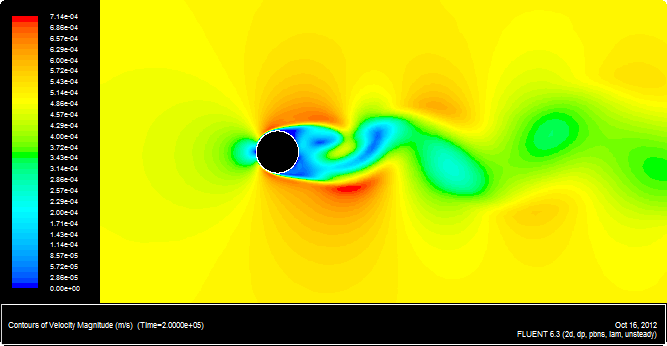 7.14e-04
6.86e-04
6.57e-04
6.29e-04
6.00e-04
5.72e-04
5.43e-04
5.14e-04
4.86e-04
4.57e-04
4.29e-04
4.00e-04
3.72e-04
3.43e-04
3.14e-04
2.86e-04
2.57e-04
2.29e-04
2.00e-04
1.71e-04
1.43e-04
1.14e-04
8.57e-05
5.72e-05
2.86e-05
0.00e+00
Contours of Velocity Magnitude (m/s) (Time=2.0000e+05)
Oct 16, 2012
FLUENT 6.3 (2d, dp, pbns, lam, unsteady)